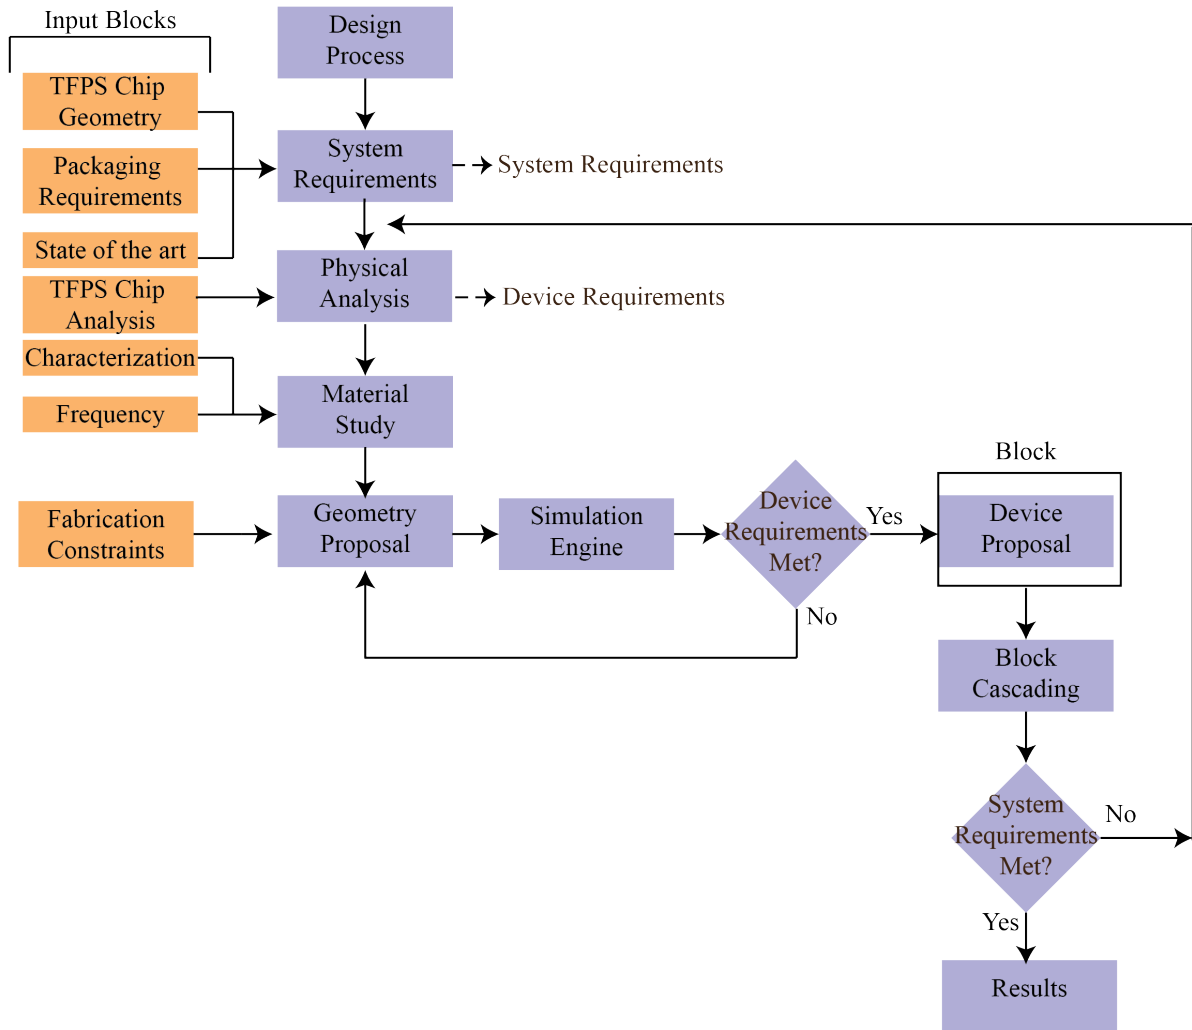 Input Blocks
Design
Process
TFPS Chip
Geometry
Packaging
Requirements
State of the art
System
Requirements
System Requirements
TFPS Chip
Analysis
Physical
Analysis
Device Requirements
Characterization
Frequency
Material
Study
Fabrication
Constraints
Geometry
Proposal
Simulation
Engine
Device
Requirements
Met?
Yes
No
Block
Device
Proposal
Block
Cascading
System
Requirements
Met?
No
Yes
Results